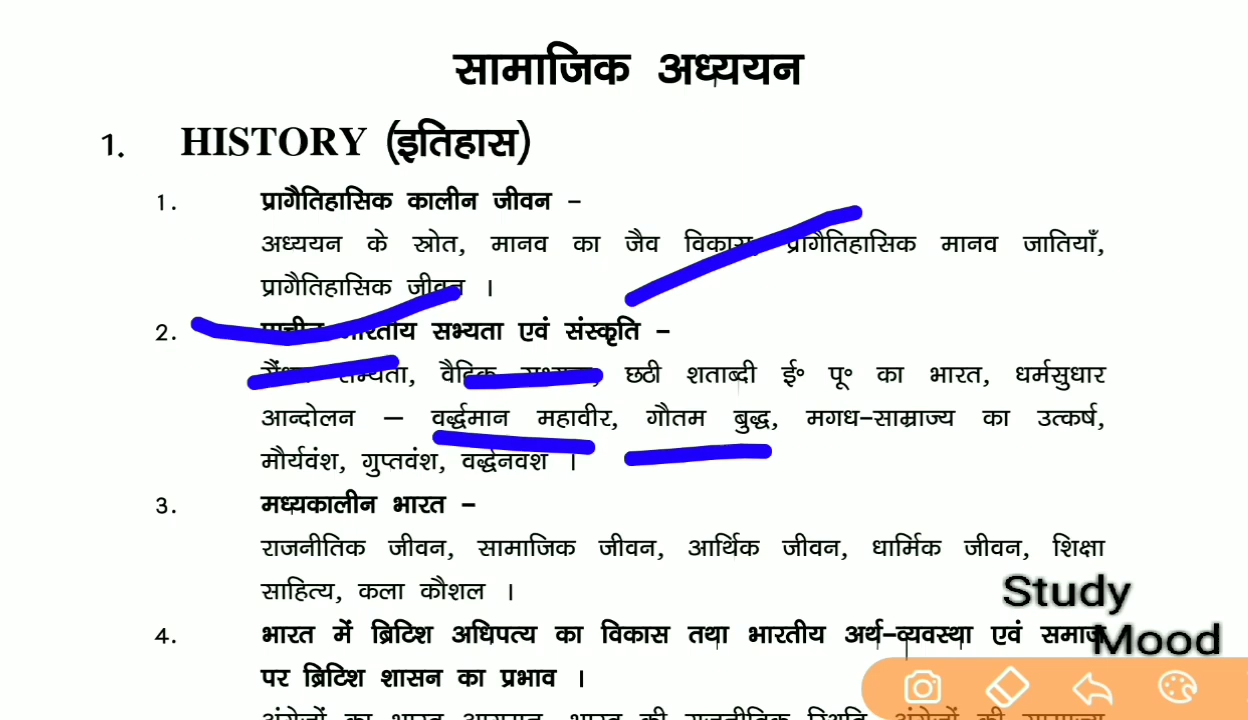 सामाजिक अध्ययन
1. HISTORY (इतिहास)
1. प्रागैतिहासिक कालीन जीवन –
अध्ययन के स्रोत, मानव का जैव विकास, प्रागैतिहासिक मानव जातियाँ,
प्रागैतिहासिक जीवन ।
2. प्राचीन भारतीय सभ्यता एवं संस्कृति –
सभ्यता, वैदिक सभ्यता, छठी शताब्दी ई॰ पू॰ का भारत, धर्मसुधार
आन्दोलन – वर्द्धमान महावीर, गौतम बुद्ध, मगध-साम्राज्य का उत्कर्ष,
मौर्यवंश, गुप्तवंश, वर्द्धनवंश ।
3. मध्यकालीन भारत –
राजनीतिक जीवन, सामाजिक जीवन, आर्थिक जीवन, धार्मिक जीवन, शिक्षा
साहित्य, कला कौशल ।
4. भारत में ब्रिटिश अधिपत्य का विकास तथा भारतीय अर्थ-व्यवस्था एवं समाज
पर ब्रिटिश शासन का प्रभाव ।
Study
Mood